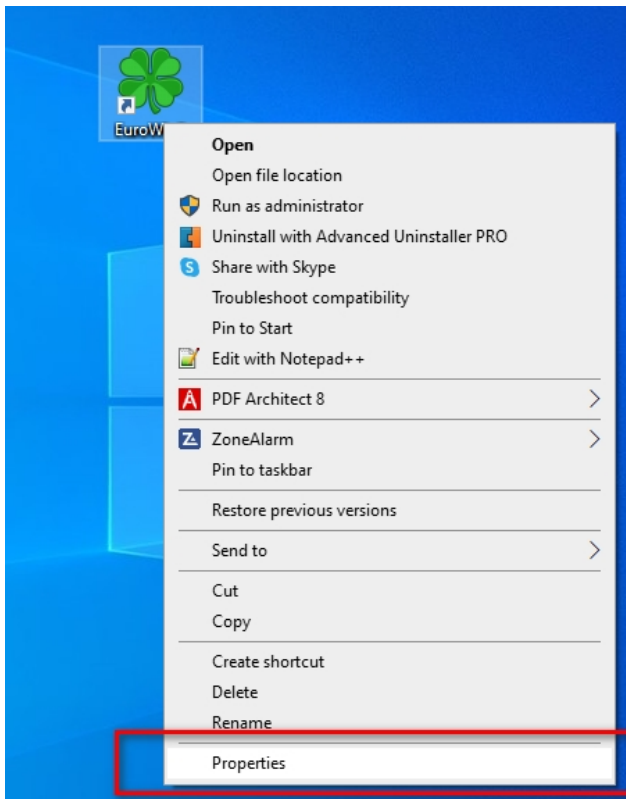 EuroW
Open
Open file location
Run as administrator
Uninstall with Advanced Uninstaller PRO
Share with Skype
Troubleshoot compatibility
Pin to Start
Edit with Notepad++
PDF Architect 8
ZoneAlarm
Pin to taskbar
Restore previous versions
Send to
Cut
Copy
Create shortcut
Delete
Rename
Properties